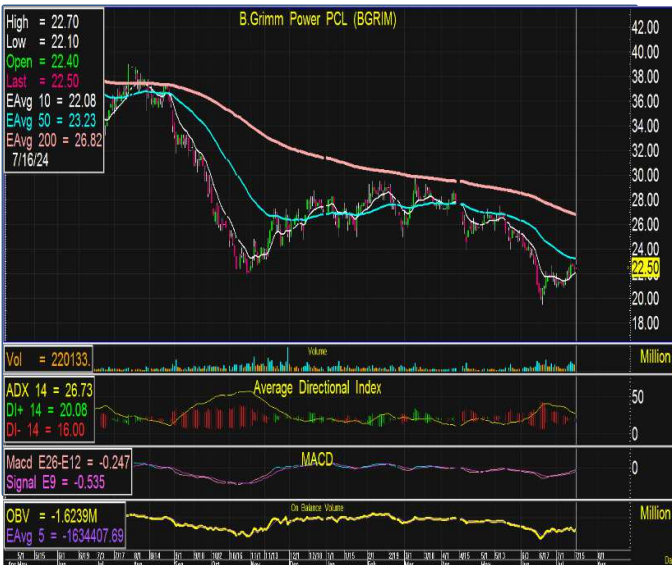 B.Grimm Power PCL (BGRIM)
High = 22.70
Low = 22.10
Open = 22.40
Last = 22.50
EAvg 10 = 22.08
EAvg 50 = 23.23
EAvg 200 = 26.82
7/16/24
42.00
40.00
38.00
36.00
34.00
32.00
30.00
28.00
26.00
24.00
22.50
20.00
18.00
Vol = 220133.
Volume
Million
ADX 14 = 26.73
DI+ 14 = 20.08
DI- 14 = 16.00
Average Directional Index
50
0
Macd E26-E12 = -0.247
Signal E9 = -0.535
MACD
0
OBV = -1.6239M
EAvg 5 = -1634407.69
On Balance Volume
Million